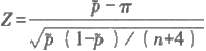 Z = (p̃ − π) / √(p̃ (1−p̃) / (n+4))